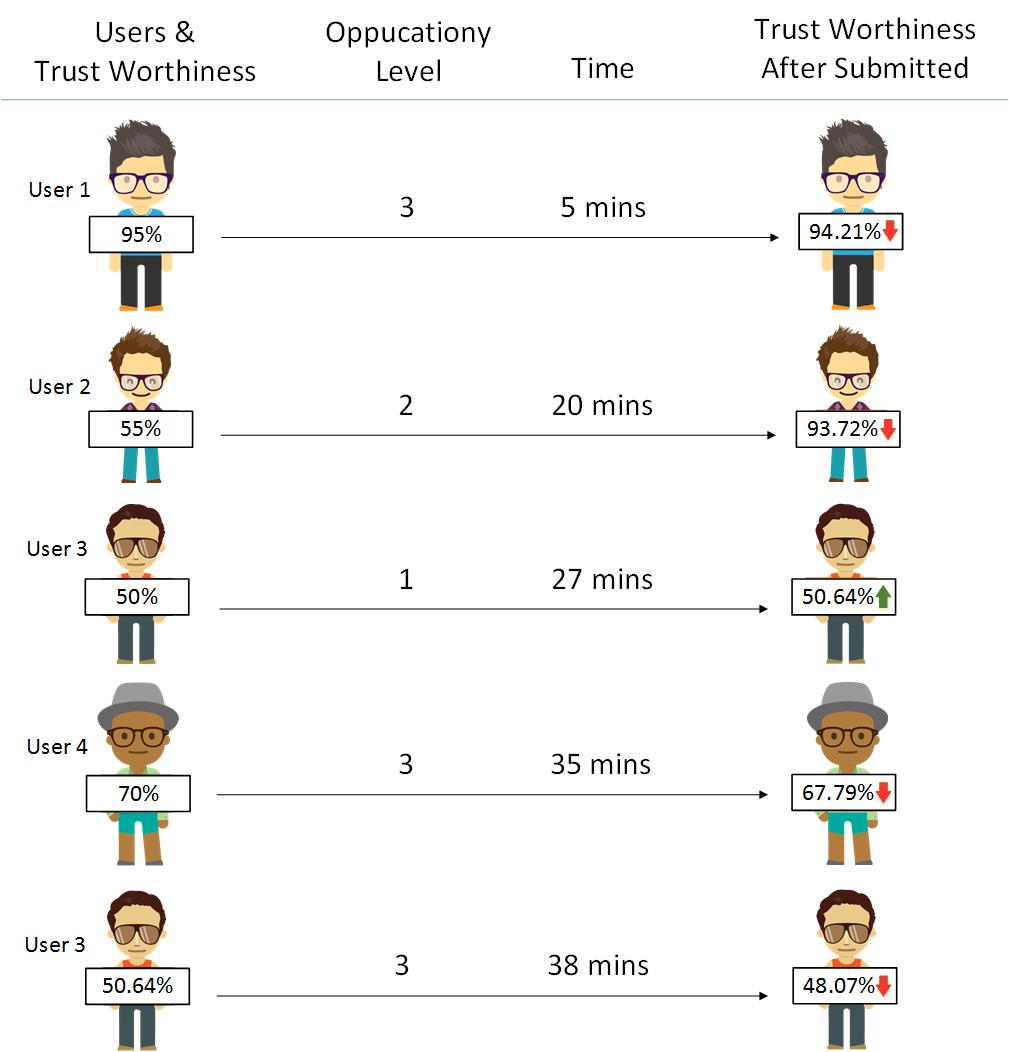 Users &
Trust Worthiness
Oppucationy
Level
Time
Trust Worthiness
After Submitted
User 1
95%
3
5 mins
94.21%
User 2
55%
2
20 mins
93.72%
User 3
50%
1
27 mins
50.64%
User 4
70%
3
35 mins
67.79%
User 3
50.64%
3
38 mins
48.07%